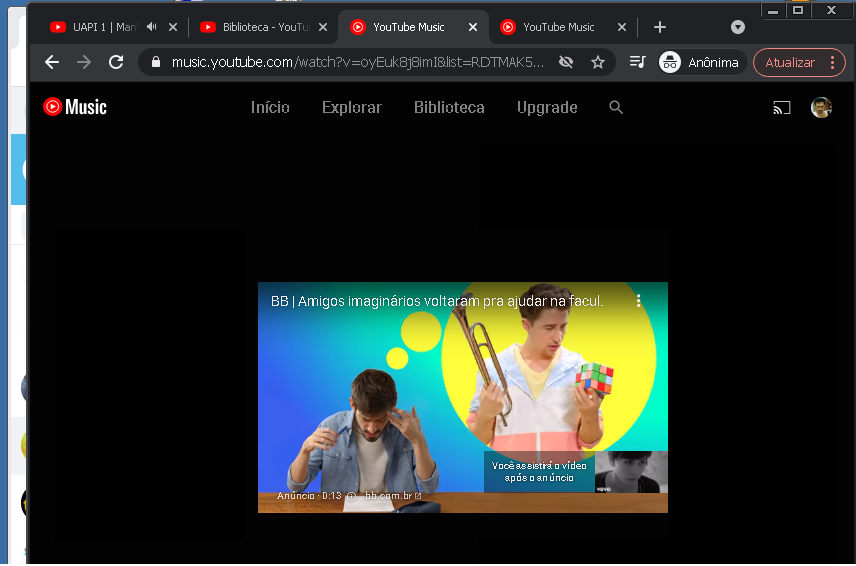 UAPI 1 | Man
Biblioteca - YouTu
YouTube Music
YouTube Music
music.youtube.com/watch?v=oyEuk8j8imI&list=RDTMAK5...
Anônima
Atualizar
Music
Início
Explorar
Biblioteca
Upgrade
BB | Amigos imaginários voltaram pra ajudar na facul.
Você assistirá o vídeo
após o anúncio
vevo
Anúncio · 0:13
bb.com.br